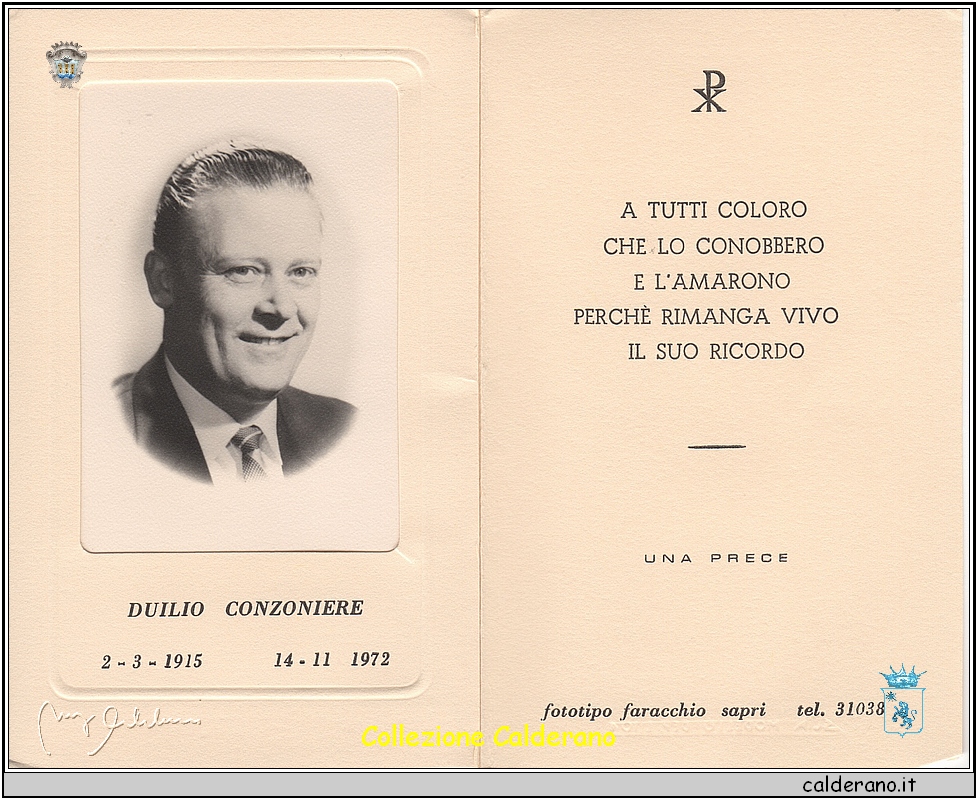 DUILIO CONZONIERE
2 - 3 - 1915 14 - 11 1972
A TUTTI COLORO
CHE LO CONOBBERO
E L'AMARONO
PERCHÈ RIMANGA VIVO
IL SUO RICORDO
UNA PRECE
fototipo faracchio sapri tel. 31038
Collezione Calderano
calderano.it